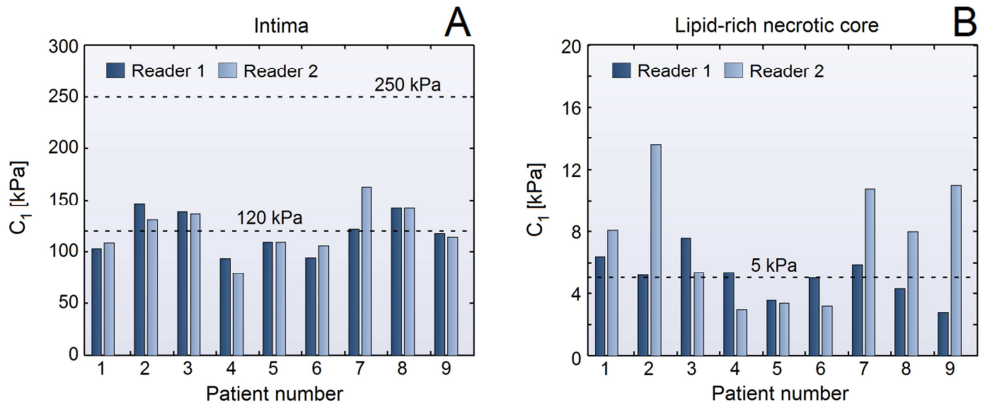 Intima
A
C1 [kPa]
300
250
200
150
100
50
0
Reader 1
Reader 2
250 kPa
120 kPa
1 2 3 4 5 6 7 8 9
Patient number
Lipid-rich necrotic core
B
C1 [kPa]
20
16
12
8
4
0
Reader 1
Reader 2
5 kPa
1 2 3 4 5 6 7 8 9
Patient number